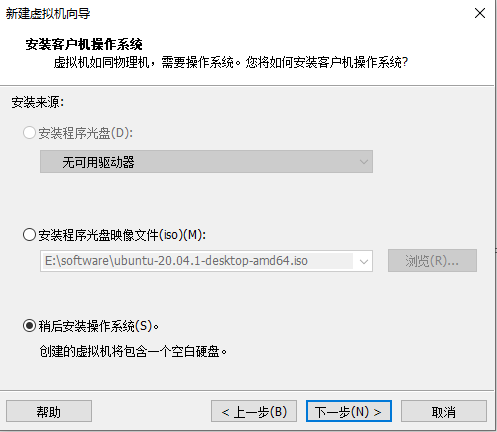 新建虚拟机向导
安装客户机操作系统
虚拟机如同物理机，需要操作系统。您将如何安装客户机操作系统?
安装来源:
安装程序光盘(D):
无可用驱动器
安装程序光盘映像文件(iso)(M):
E:\software\ubuntu-20.04.1-desktop-amd64.iso
浏览(R)...
稍后安装操作系统(S)。
创建的虚拟机将包含一个空白硬盘。
帮助
< 上一步(B)
下一步(N) >
取消